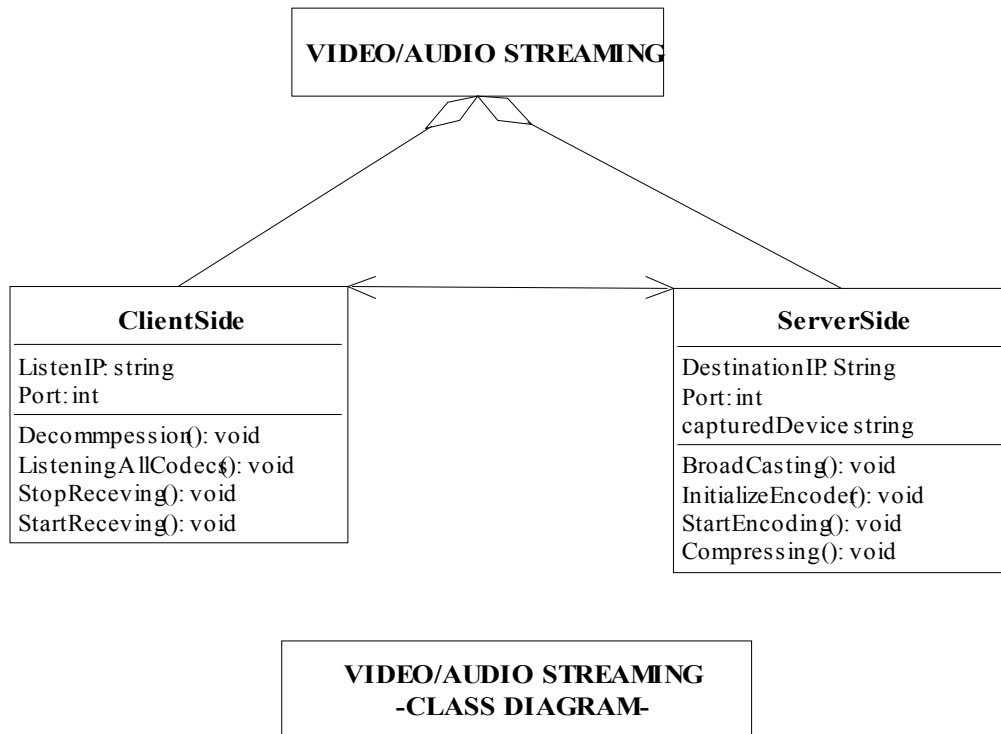 VIDEO/AUDIO STREAMING
ClientSide
ListenIP: string
Port: int
Decommpession(): void
ListeningAllCodecs(): void
StopReceving(): void
StartReceving(): void
ServerSide
DestinationIP: String
Port: int
capturedDevice: string
BroadCasting(): void
InitializeEncoder(): void
StartEncoding(): void
Compressing(): void
VIDEO/AUDIO STREAMING
-CLASS DIAGRAM-